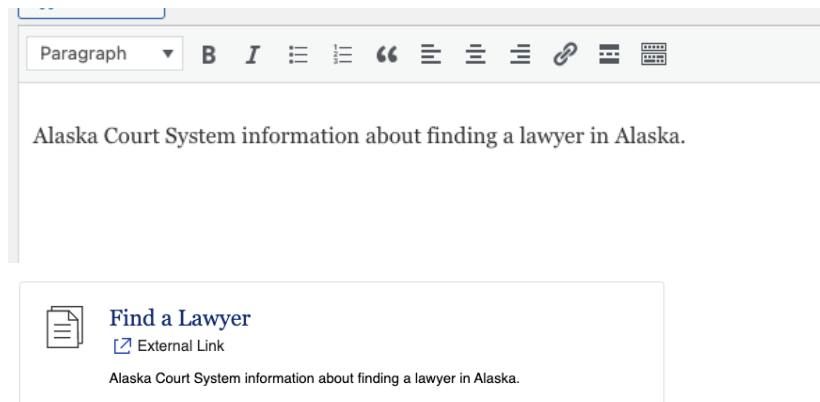 Paragraph
B I
Alaska Court System information about finding a lawyer in Alaska.
Find a Lawyer
External Link
Alaska Court System information about finding a lawyer in Alaska.